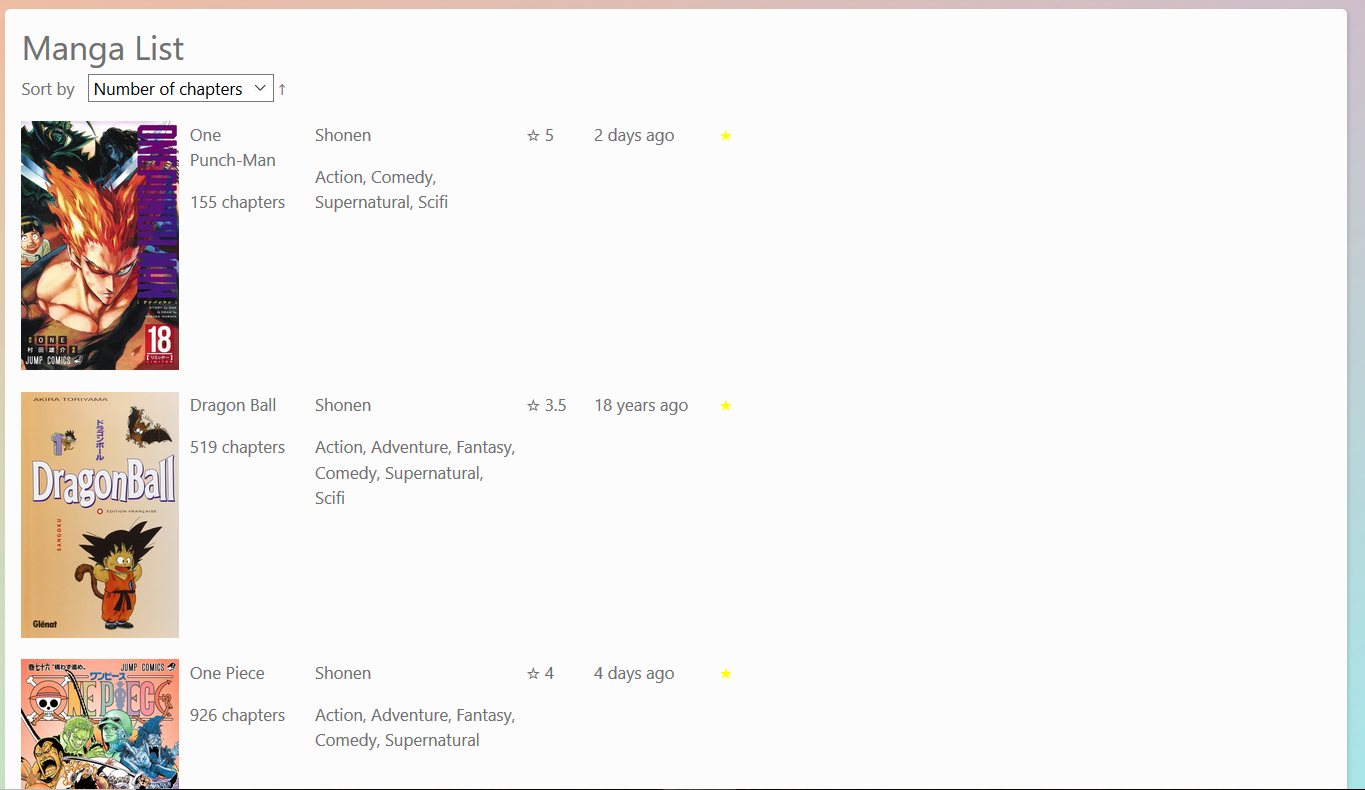 Manga List
Sort by Number of chapters ↑
One
Punch-Man
155 chapters
Shonen
Action, Comedy,
Supernatural, Scifi
☆ 5
2 days ago
★
18
ONE
村田雄介
JUMP COMICS
Dragon Ball
519 chapters
Shonen
Action, Adventure, Fantasy,
Comedy, Supernatural,
Scifi
☆ 3.5
18 years ago
★
AKIRA TORIYAMA
ドラゴンボール
1
DragonBall
ÉDITION FRANÇAISE
SANGOKU
Glénat
One Piece
926 chapters
Shonen
Action, Adventure, Fantasy,
Comedy, Supernatural
☆ 4
4 days ago
★
巻七十六 JUMP COMICS
ワンピース
ONE PIECE